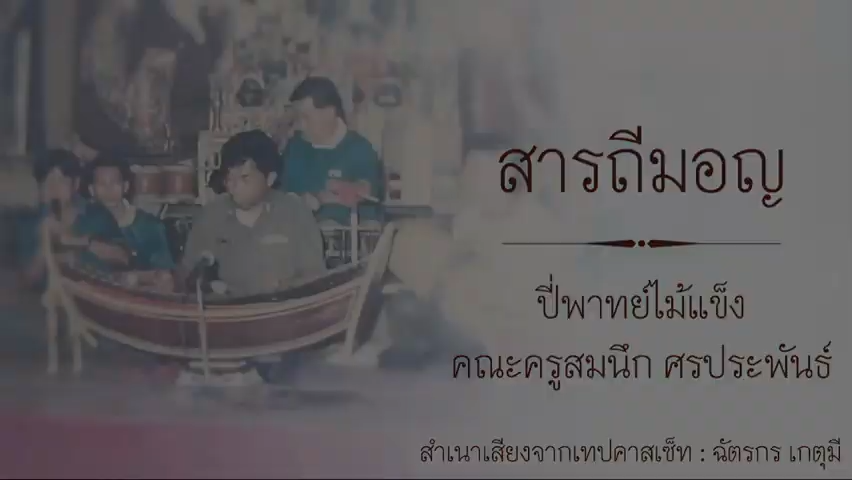 สารถีมอญ
ปี่พาทย์ไม้แข็ง
คณะครูสมนึก ศรประพันธ์
สำเนาเสียงจากเทปคาสเซ็ท : ฉัตรกร เกตุมี